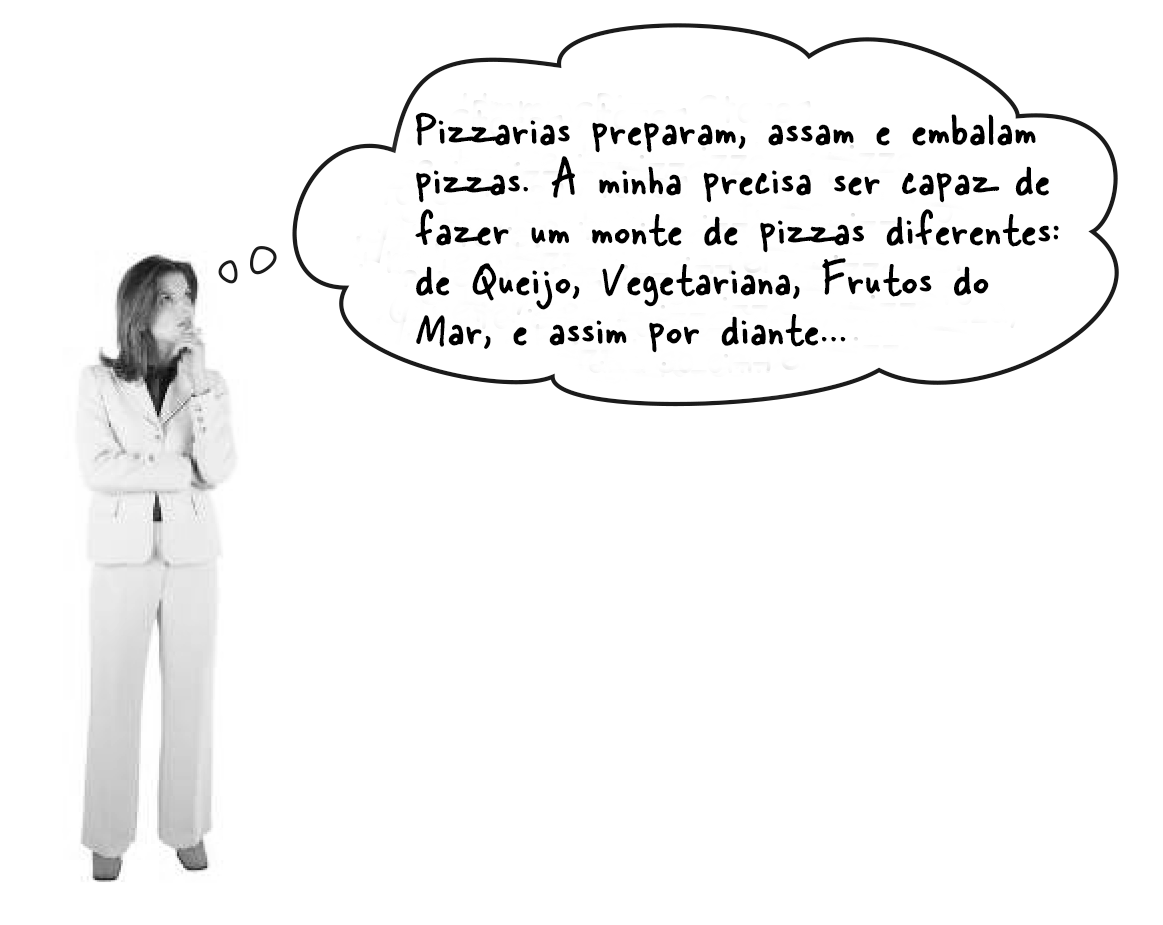 Pizzarias preparam, assam e embalam
pizzas. A minha precisa ser capaz de
fazer um monte de pizzas diferentes:
de Queijo, Vegetariana, Frutos do
Mar, e assim por diante...